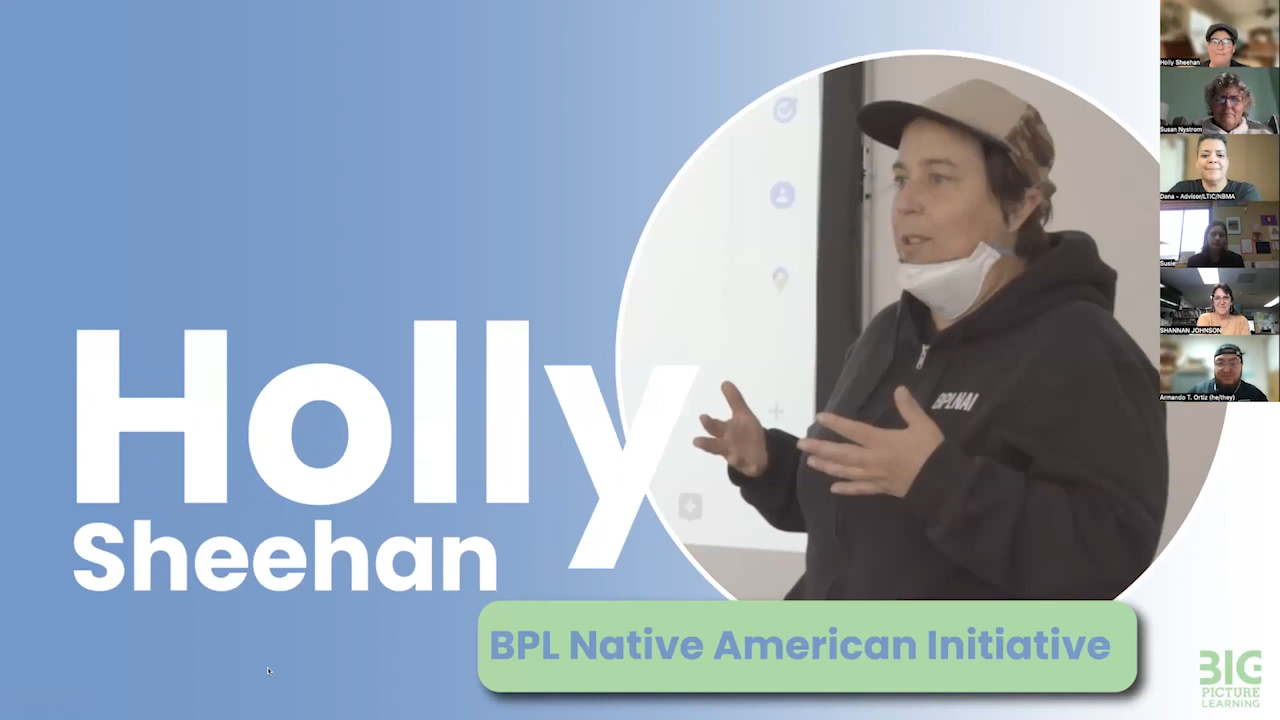 Holly
Sheehan
BPL Native American Initiative
BPLNAI
Holly Sheehan
Susan Nystrom
Dana - Advisor/LTIC/NBMA
Susie
SHANNAN JOHNSON
Armando T. Ortiz (he/they)
BIG
PICTURE
LEARNING